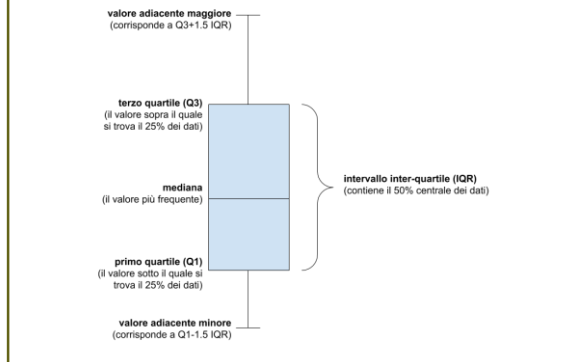 valore adiacente maggiore
(corrisponde a Q3+1.5 IQR)
terzo quartile (Q3)
(il valore sopra il quale
si trova il 25% dei dati)
mediana
(il valore più frequente)
intervallo inter-quartile (IQR)
(contiene il 50% centrale dei dati)
primo quartile (Q1)
(il valore sotto il quale si
trova il 25% dei dati)
valore adiacente minore
(corrisponde a Q1-1.5 IQR)